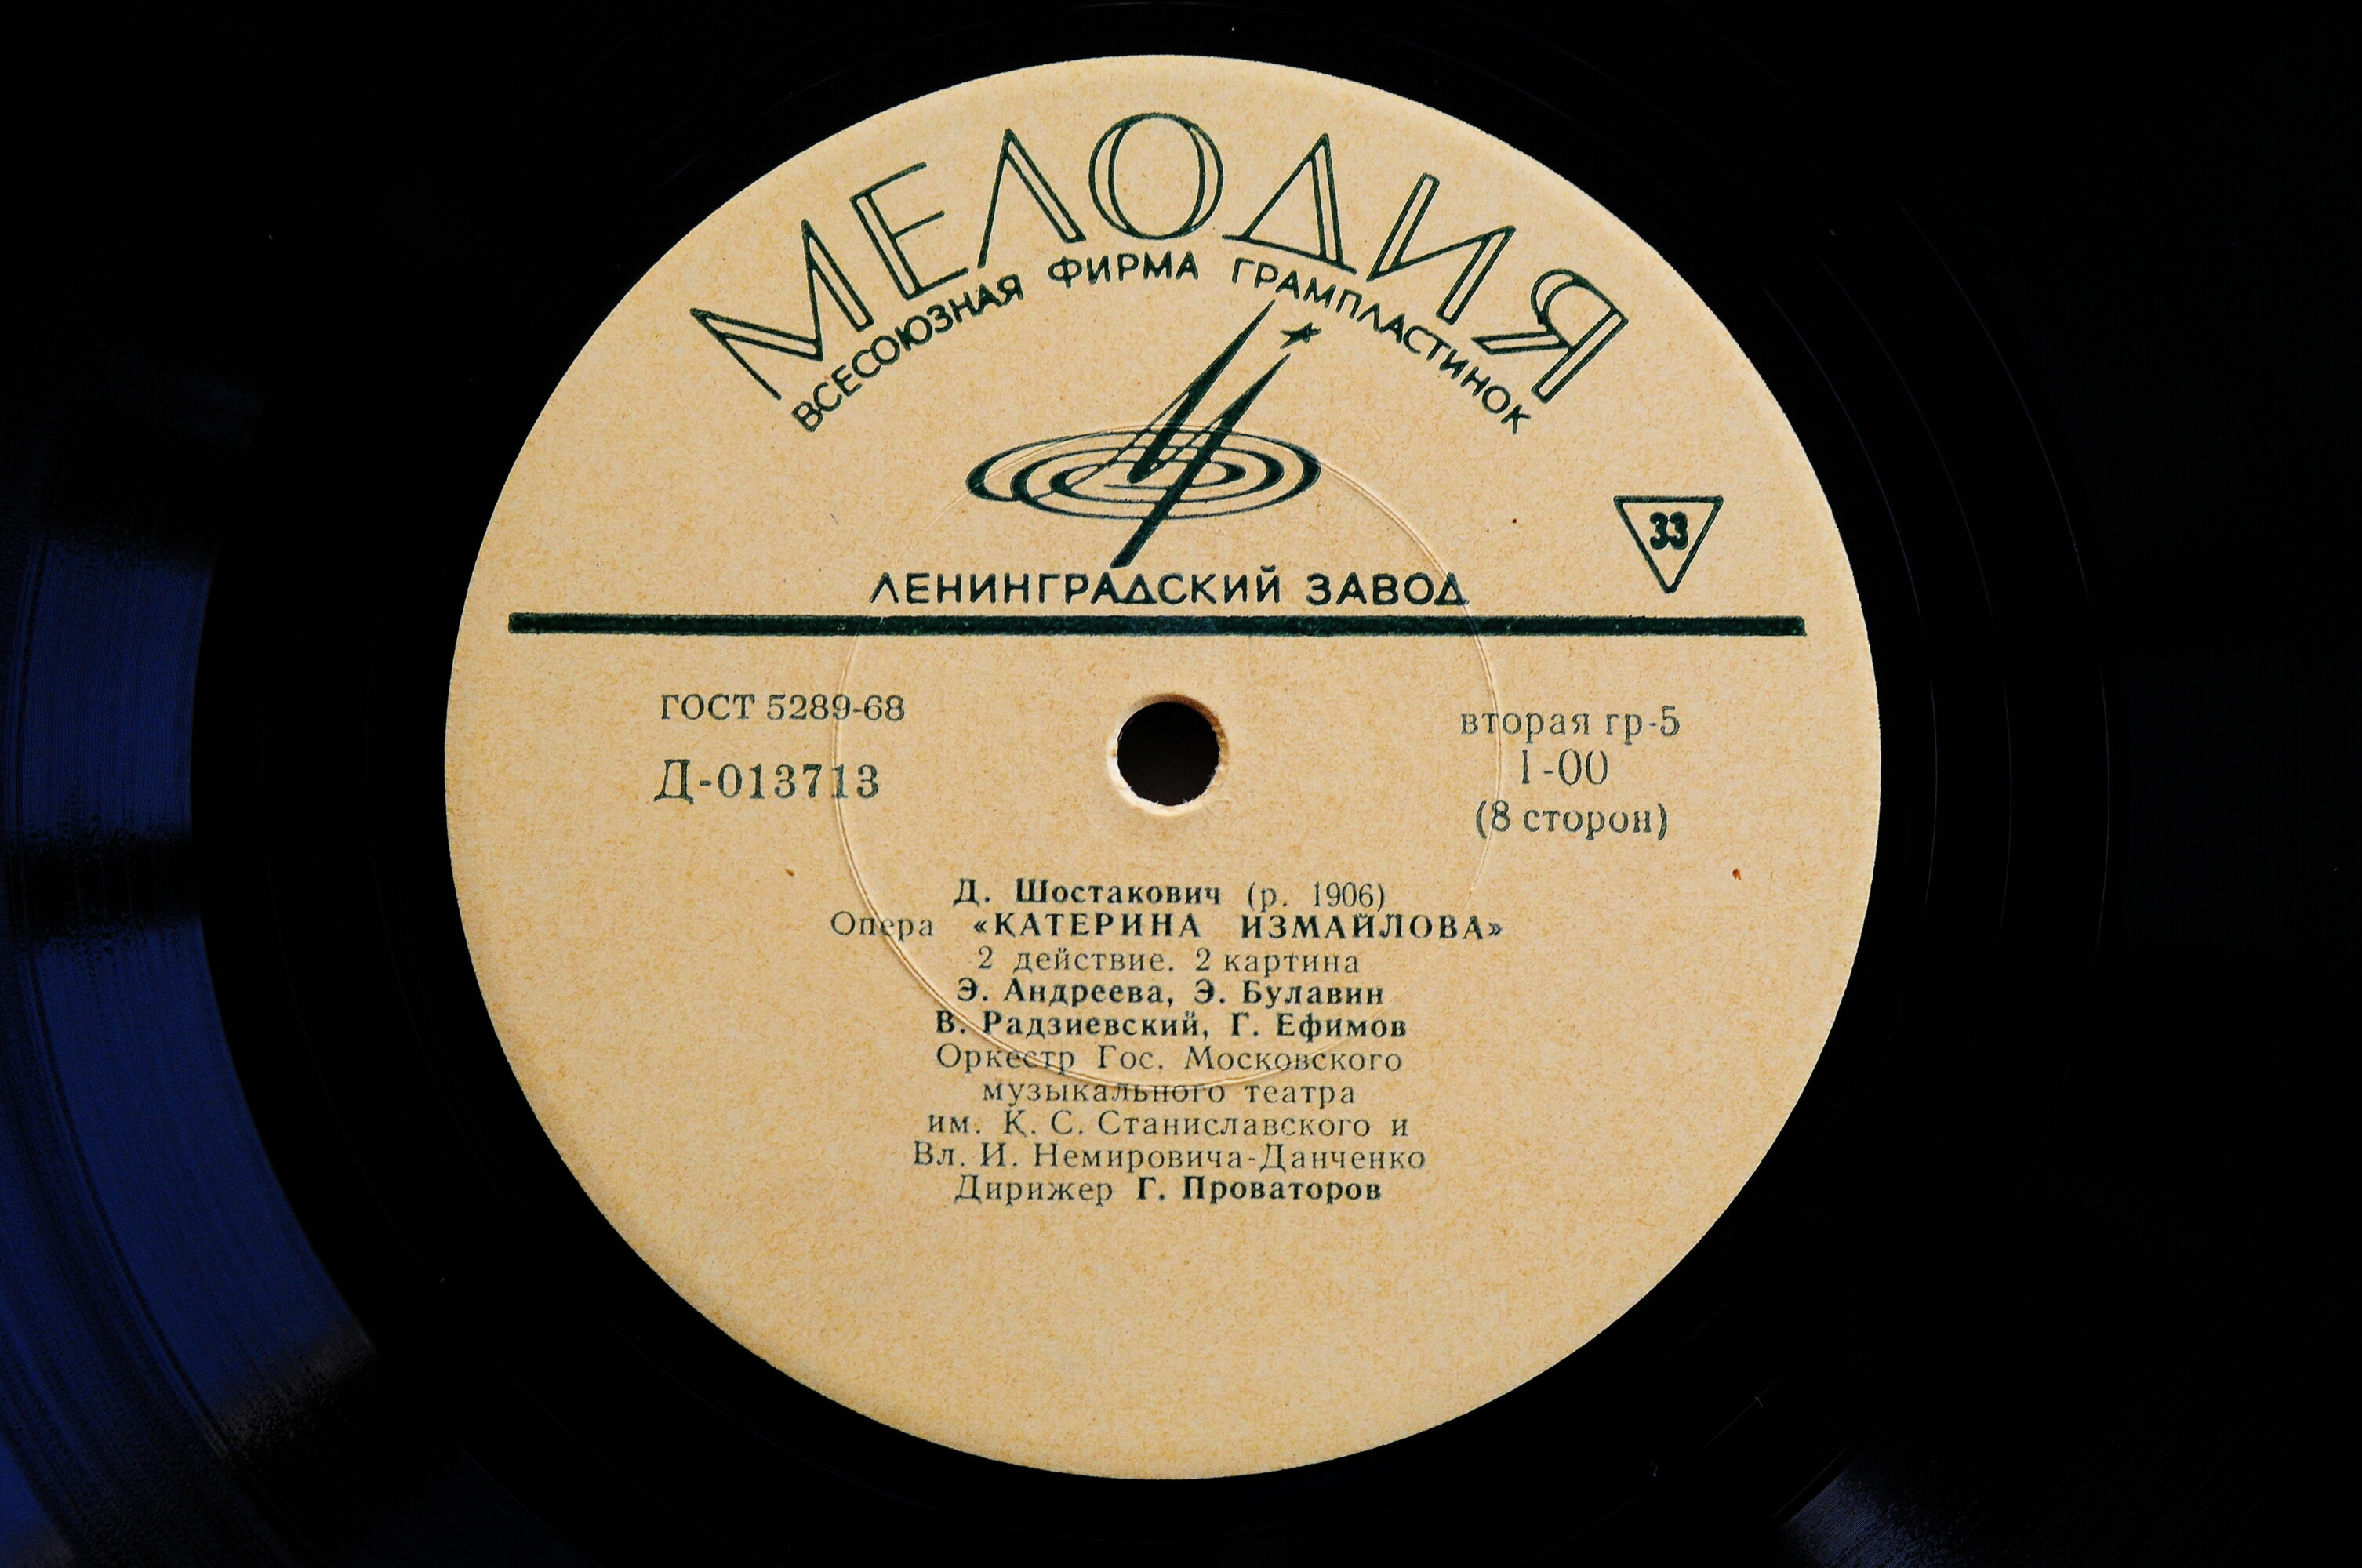 МЕЛОДИЯ
ВСЕСОЮЗНАЯ ФИРМА ГРАМПЛАСТИНОК
33
ЛЕНИНГРАДСКИЙ ЗАВОД
ГОСТ 5289-68
Д-013713
вторая гр-5
1-00
(8 сторон)
Д. Шостакович (р. 1906)
Опера «КАТЕРИНА ИЗМАЙЛОВА»
2 действие. 2 картина
Э. Андреева, Э. Булавин
В. Радзиевский, Г. Ефимов
Оркестр Гос. Московского
музыкального театра
им. К. С. Станиславского и
Вл. И. Немировича-Данченко
Дирижер Г. Проваторов